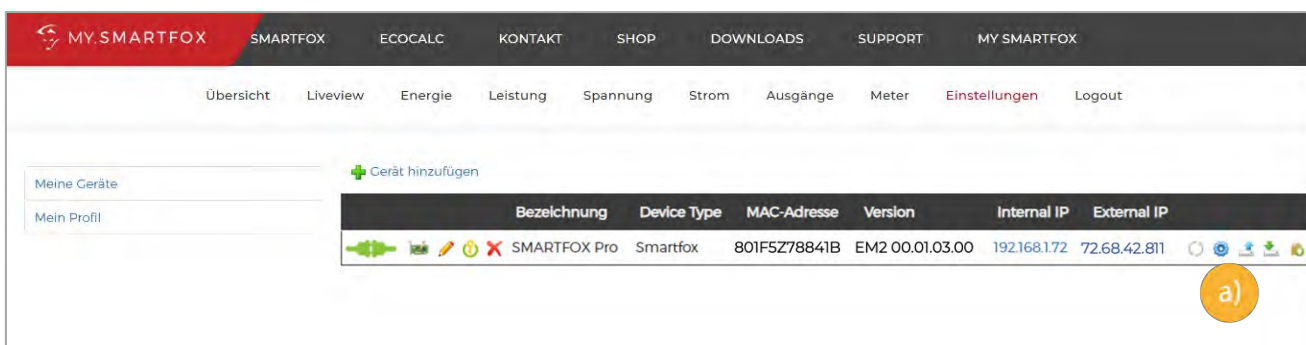 MY.SMARTFOX SMARTFOX ECOCALC KONTAKT SHOP DOWNLOADS SUPPORT MY SMARTFOX
Übersicht Liveview Energie Leistung Spannung Strom Ausgänge Meter Einstellungen Logout
Gerät hinzufügen
Meine Geräte
Mein Profil
Bezeichnung Device Type MAC-Adresse Version Internal IP External IP
SMARTFOX Pro Smartfox 801F5Z78841B EM2 00.01.03.00 192.168.1.72 72.68.42.811
a)